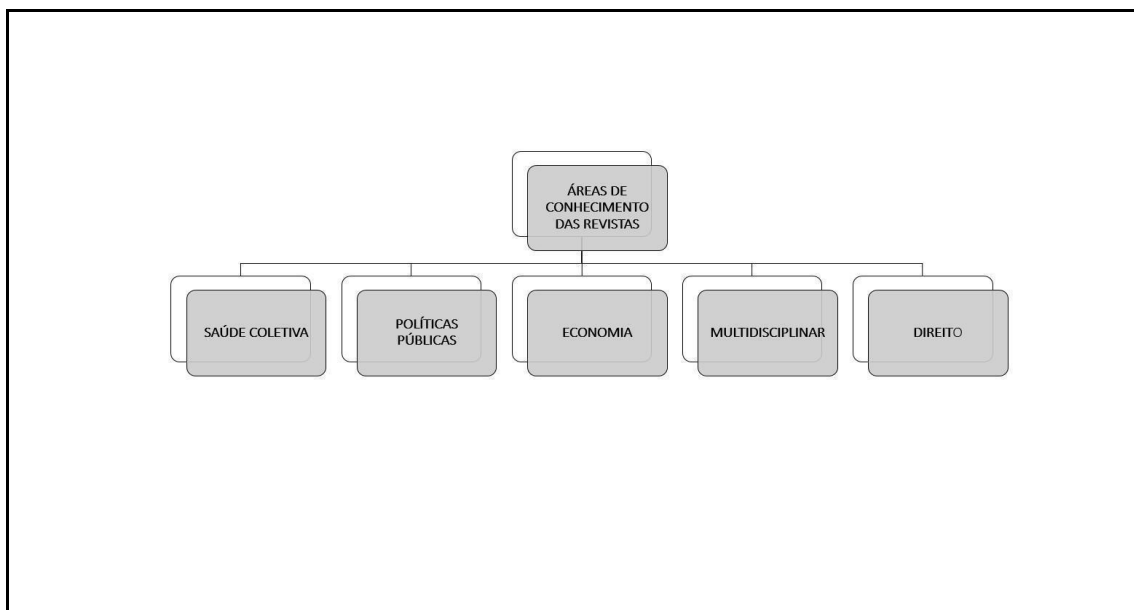 ÁREAS DE
CONHECIMENTO
DAS REVISTAS
SAÚDE COLETIVA
POLÍTICAS
PÚBLICAS
ECONOMIA
MULTIDISCIPLINAR
DIREITO